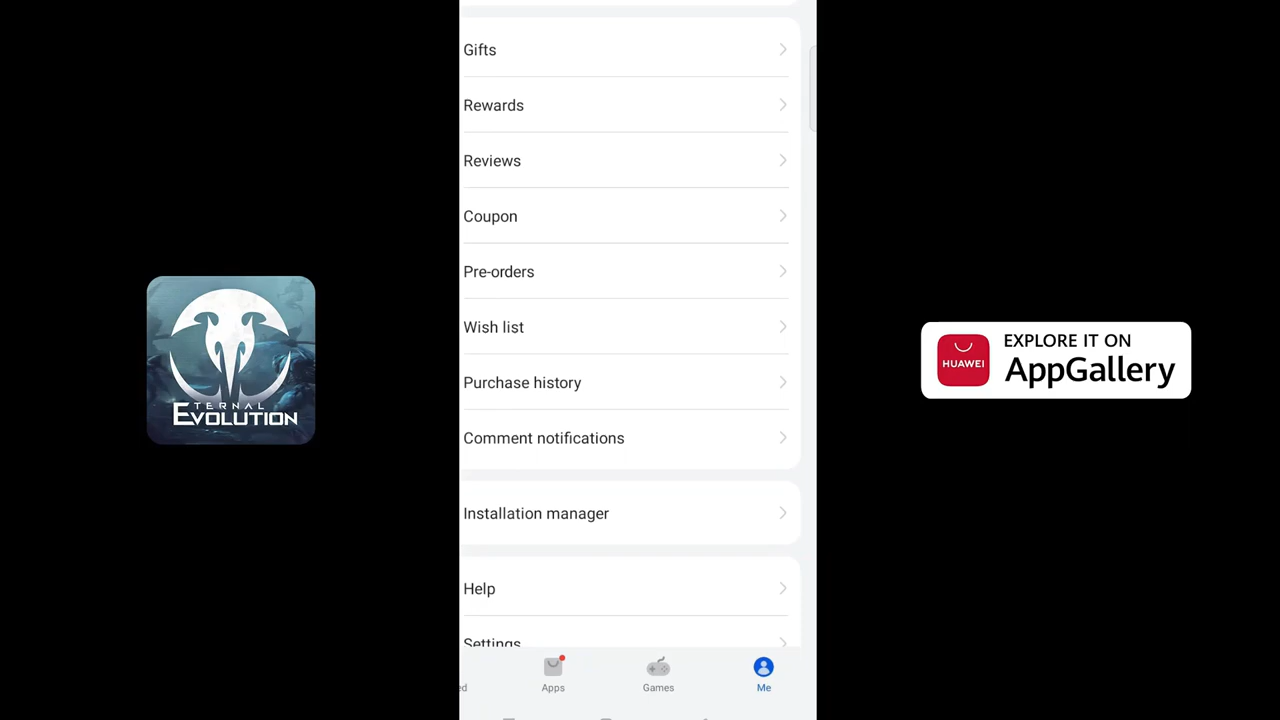 Gifts
Rewards
Reviews
Coupon
Pre-orders
Wish list
Purchase history
Comment notifications
Installation manager
Help
Settings
ed
Apps
Games
Me
ETERNAL
EVOLUTION
HUAWEI
EXPLORE IT ON
AppGallery